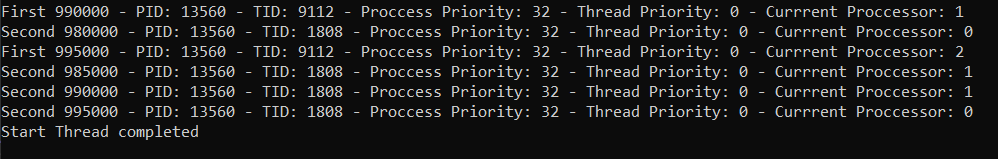 First 990000 - PID: 13560 - TID: 9112 - Proccess Priority: 32 - Thread Priority: 0 - Currrent Proccessor: 1
Second 980000 - PID: 13560 - TID: 1808 - Proccess Priority: 32 - Thread Priority: 0 - Currrent Proccessor: 0
First 995000 - PID: 13560 - TID: 9112 - Proccess Priority: 32 - Thread Priority: 0 - Currrent Proccessor: 2
Second 985000 - PID: 13560 - TID: 1808 - Proccess Priority: 32 - Thread Priority: 0 - Currrent Proccessor: 1
Second 990000 - PID: 13560 - TID: 1808 - Proccess Priority: 32 - Thread Priority: 0 - Currrent Proccessor: 1
Second 995000 - PID: 13560 - TID: 1808 - Proccess Priority: 32 - Thread Priority: 0 - Currrent Proccessor: 0
Start Thread completed